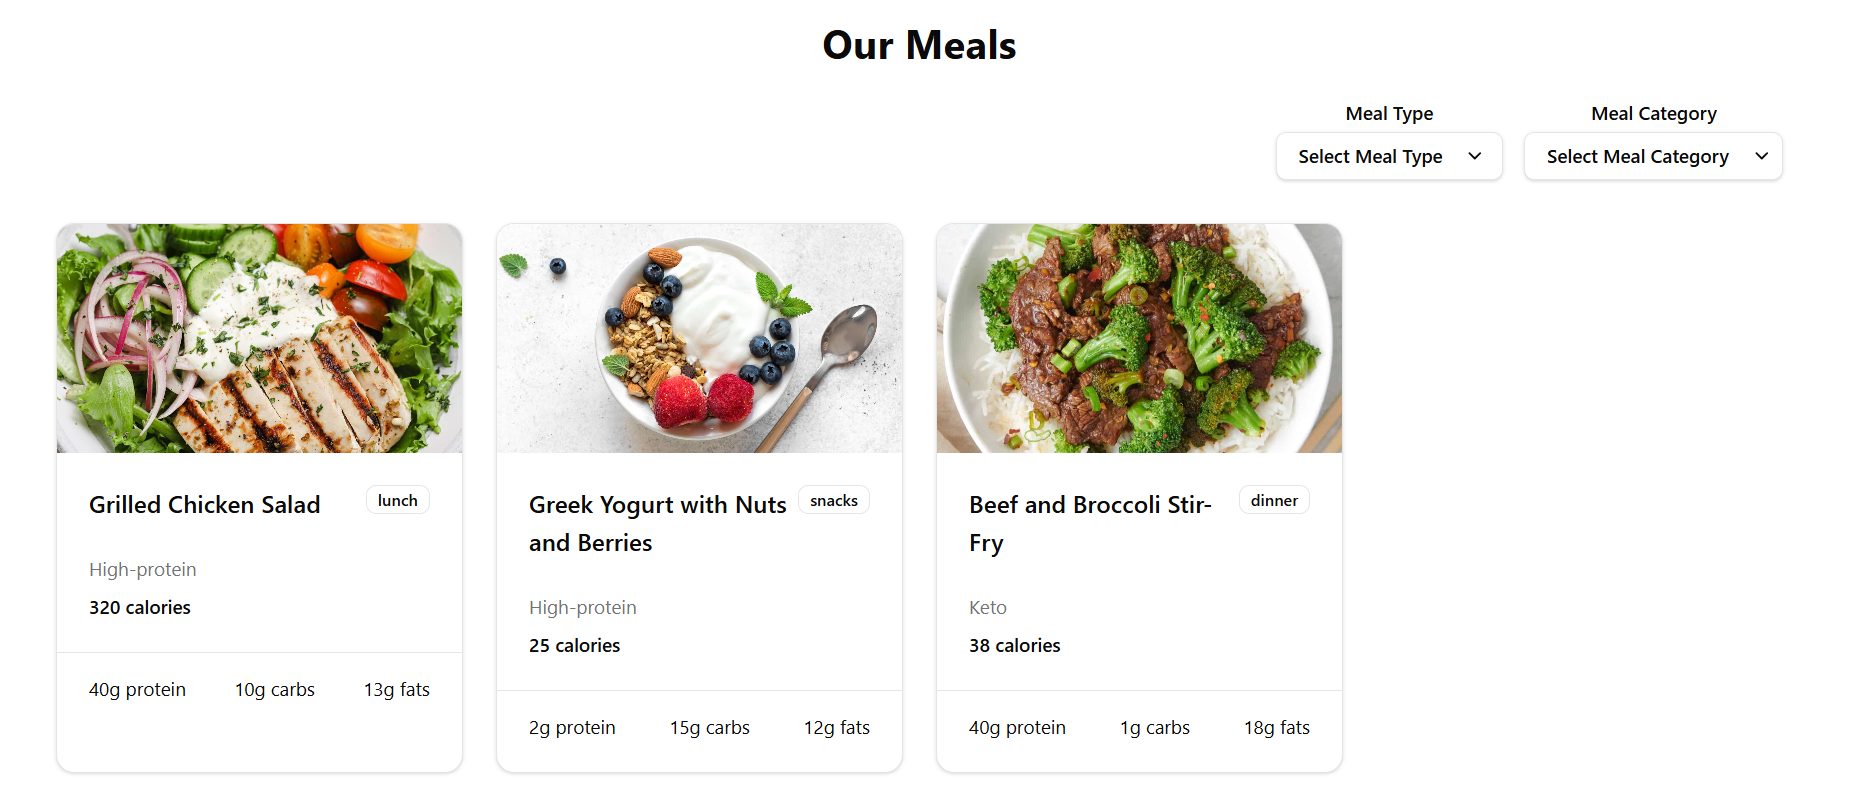 Our Meals
Meal Type
Meal Category
Select Meal Type
Select Meal Category
Grilled Chicken Salad
lunch
High-protein
320 calories
40g protein
10g carbs
13g fats
Greek Yogurt with Nuts
and Berries
snacks
High-protein
25 calories
2g protein
15g carbs
12g fats
Beef and Broccoli Stir-
Fry
dinner
Keto
38 calories
40g protein
1g carbs
18g fats